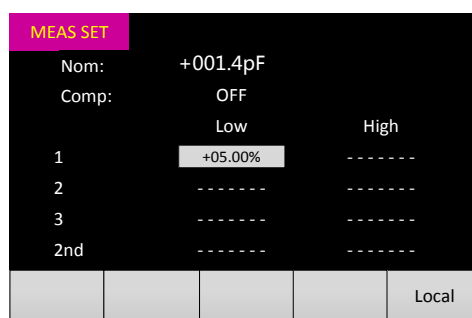 MEAS SET
Nom: +001.4pF
Comp: OFF
Low High
1 +05.00% - - - - - - -
2 - - - - - - - - - - - - - -
3 - - - - - - - - - - - - - -
2nd - - - - - - - - - - - - - -
Local